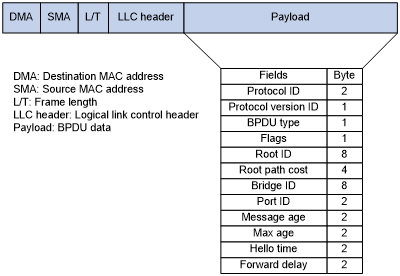 DMA SMA L/T LLC header Payload
DMA: Destination MAC address
SMA: Source MAC address
L/T: Frame length
LLC header: Logical link control header
Payload: BPDU data
Fields Byte
Protocol ID 2
Protocol version ID 1
BPDU type 1
Flags 1
Root ID 8
Root path cost 4
Bridge ID 8
Port ID 2
Message age 2
Max age 2
Hello time 2
Forward delay 2